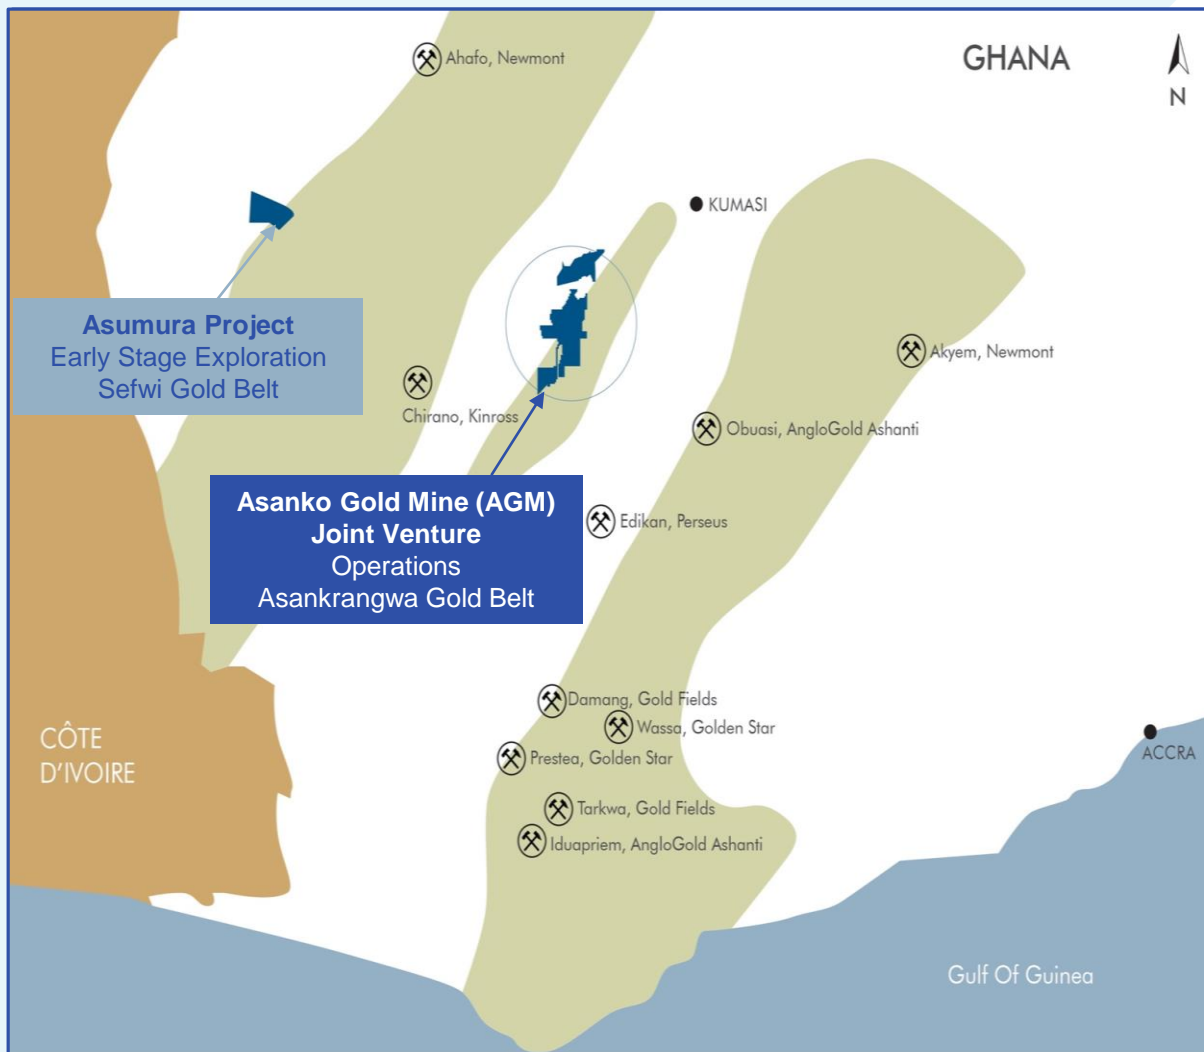 Ahafo, Newmont
GHANA
N
KUMASI
Asumura Project
Early Stage Exploration
Sefwi Gold Belt
Akyem, Newmont
Chirano, Kinross
Obuasi, AngloGold Ashanti
Asanko Gold Mine (AGM)
Joint Venture
Operations
Asankrangwa Gold Belt
Edikan, Perseus
Damang, Gold Fields
Wassa, Golden Star
CÔTE
D'IVOIRE
Prestea, Golden Star
ACCRA
Tarkwa, Gold Fields
Iduapriem, AngloGold Ashanti
Gulf Of Guinea